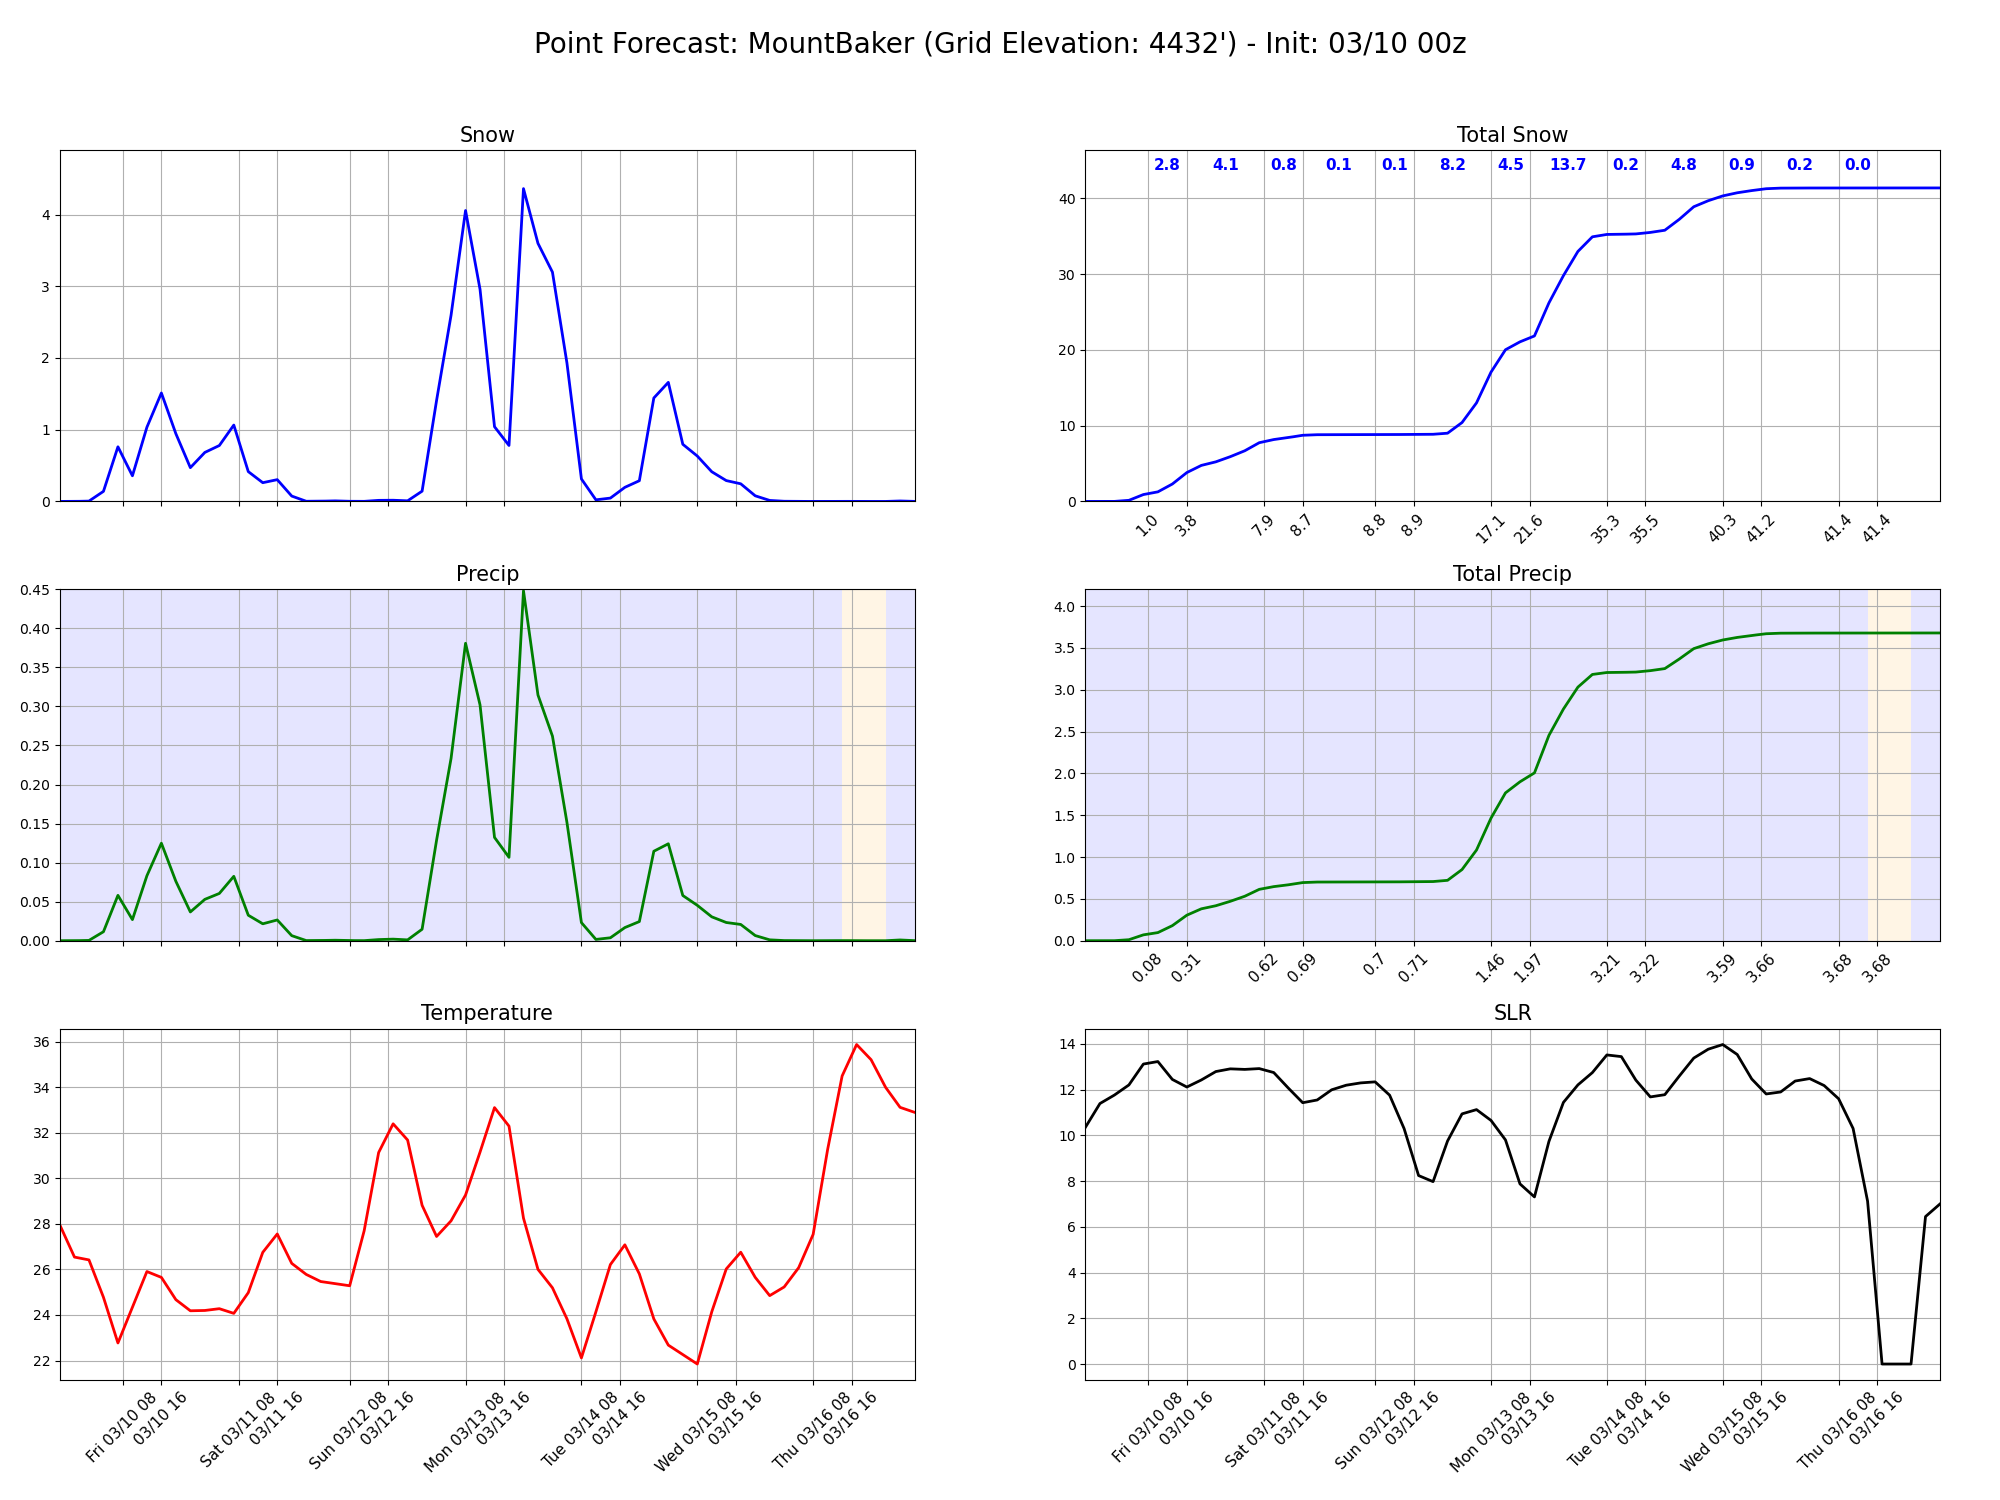 Point Forecast: MountBaker (Grid Elevation: 4432') - Init: 03/10 00z
Snow
4
3
2
1
0
Total Snow
2.8 4.1 0.8 0.1 0.1 8.2 4.5 13.7 0.2 4.8 0.9 0.2 0.0
40
30
20
10
0
1.0 3.8 7.9 8.7 8.8 8.9 17.1 21.6 35.3 35.5 40.3 41.2 41.4 41.4
Precip
0.45
0.40
0.35
0.30
0.25
0.20
0.15
0.10
0.05
0.00
Total Precip
4.0
3.5
3.0
2.5
2.0
1.5
1.0
0.5
0.0
0.08 0.31 0.62 0.69 0.7 0.71 1.46 1.97 3.21 3.22 3.59 3.66 3.68 3.68
Temperature
36
34
32
30
28
26
24
22
Fri 03/10 08
03/10 16
Sat 03/11 08
03/11 16
Sun 03/12 08
03/12 16
Mon 03/13 08
03/13 16
Tue 03/14 08
03/14 16
Wed 03/15 08
03/15 16
Thu 03/16 08
03/16 16
SLR
14
12
10
8
6
4
2
0
Fri 03/10 08
03/10 16
Sat 03/11 08
03/11 16
Sun 03/12 08
03/12 16
Mon 03/13 08
03/13 16
Tue 03/14 08
03/14 16
Wed 03/15 08
03/15 16
Thu 03/16 08
03/16 16